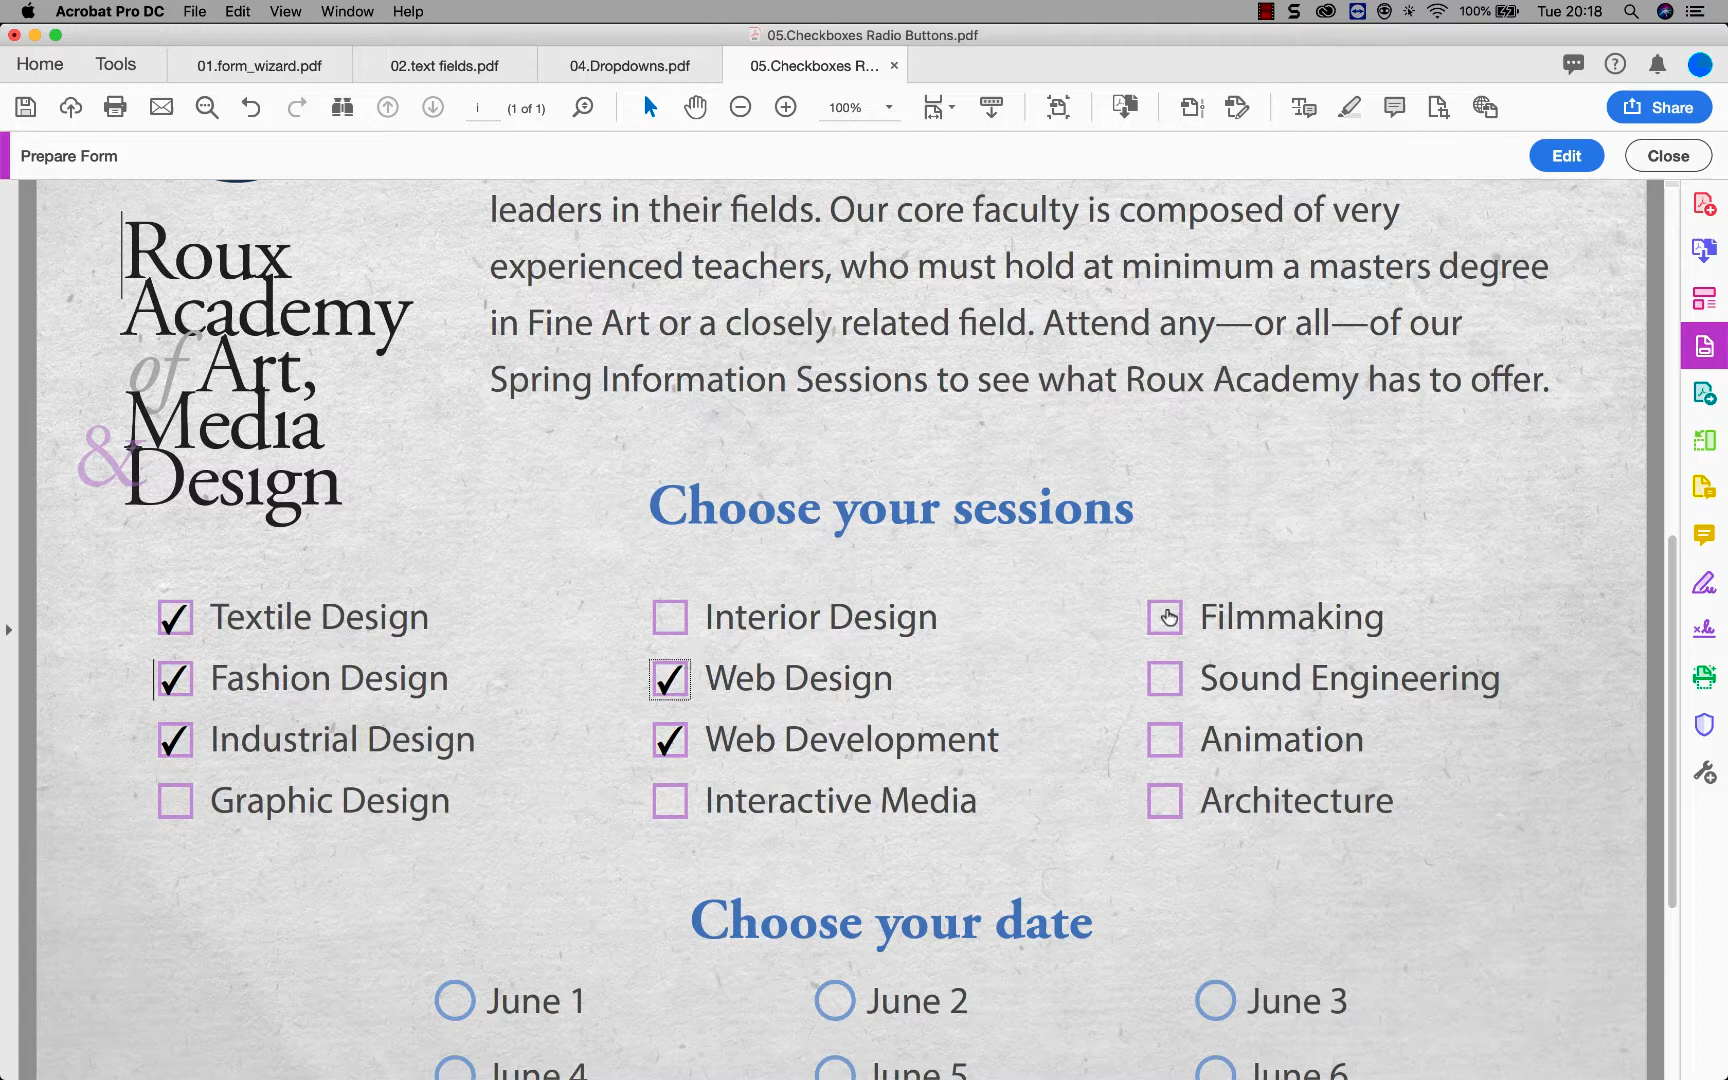 Acrobat Pro DC File Edit View Window Help 100% Tue 20:18
05.Checkboxes Radio Buttons.pdf
Home Tools 01.form_wizard.pdf 02.text fields.pdf 04.Dropdowns.pdf 05.Checkboxes R... ×
i (1 of 1) 100% Share
Prepare Form Edit Close
leaders in their fields. Our core faculty is composed of very
experienced teachers, who must hold at minimum a masters degree
in Fine Art or a closely related field. Attend any—or all—of our
Spring Information Sessions to see what Roux Academy has to offer.
Roux
Academy
of Art,
Media
& Design
Choose your sessions
Textile Design Interior Design Filmmaking
Fashion Design Web Design Sound Engineering
Industrial Design Web Development Animation
Graphic Design Interactive Media Architecture
Choose your date
June 1 June 2 June 3
June 4 June 5 June 6